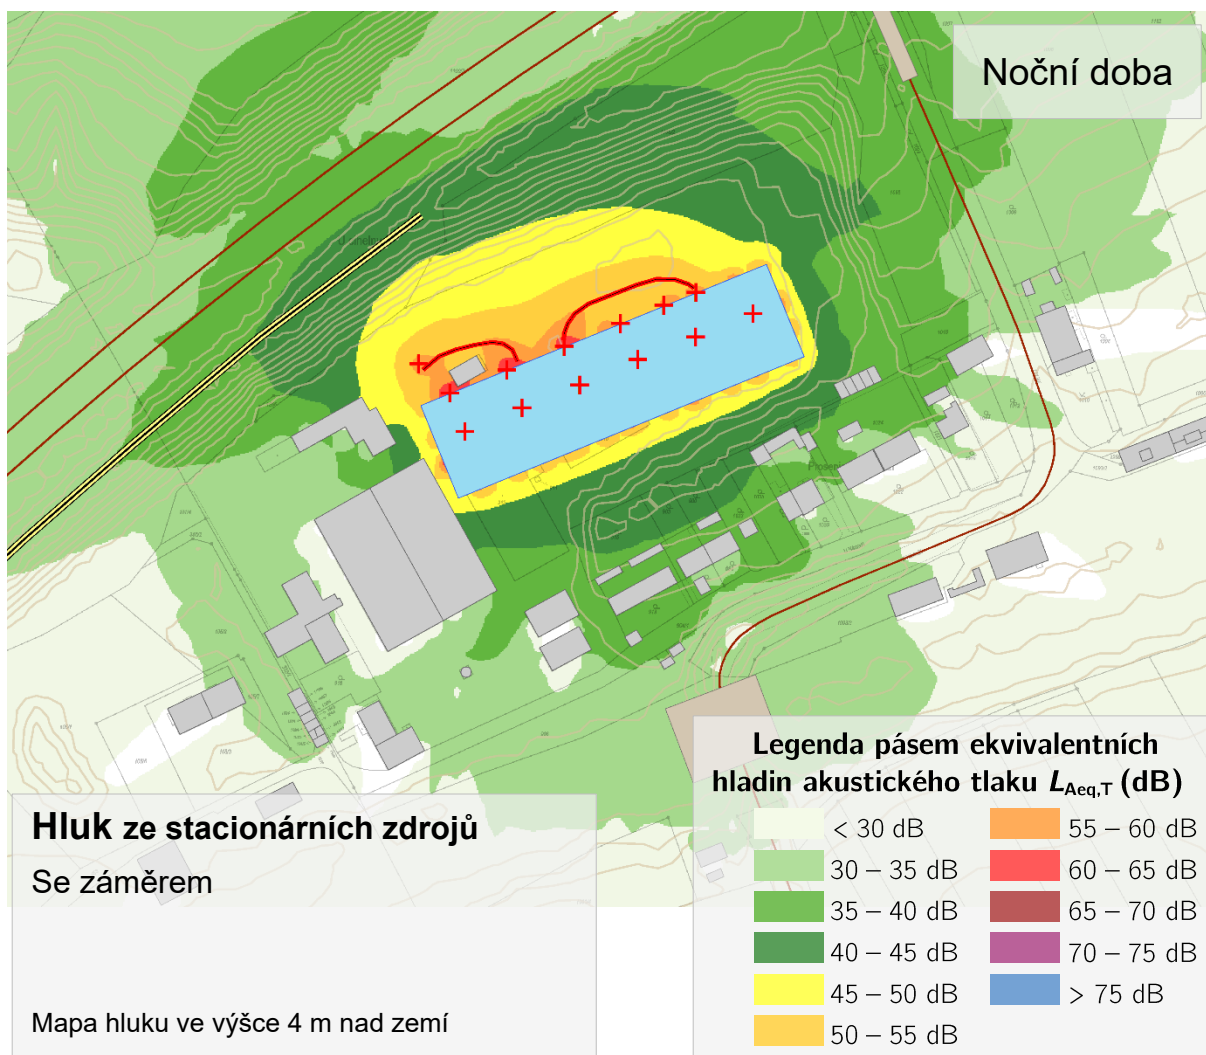 Noční doba
Legenda pásem ekvivalentních
hladin akustického tlaku LAeq,T (dB)
< 30 dB
30 – 35 dB
35 – 40 dB
40 – 45 dB
45 – 50 dB
50 – 55 dB
55 – 60 dB
60 – 65 dB
65 – 70 dB
70 – 75 dB
> 75 dB
Hluk ze stacionárních zdrojů
Se záměrem
Mapa hluku ve výšce 4 m nad zemí